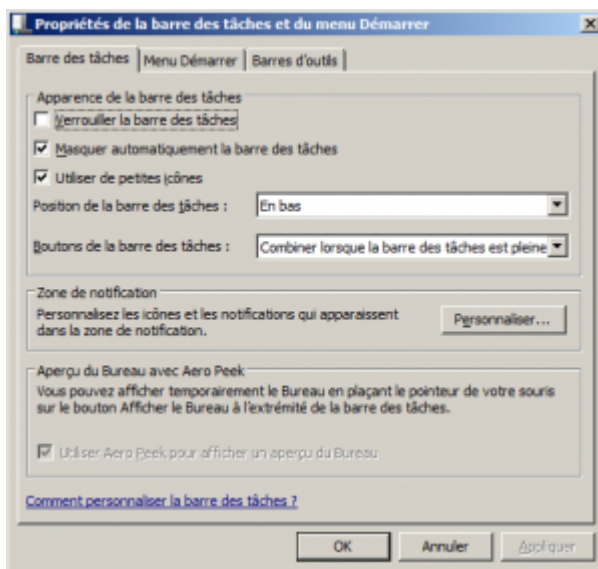 Propriétés de la barre des tâches et du menu Démarrer
Barre des tâches Menu Démarrer Barres d'outils
Apparence de la barre des tâches
Verrouiller la barre des tâches
Masquer automatiquement la barre des tâches
Utiliser de petites icônes
Position de la barre des tâches : En bas
Boutons de la barre des tâches : Combiner lorsque la barre des tâches est pleine
Zone de notification
Personnalisez les icônes et les notifications qui apparaissent
dans la zone de notification.
Personnaliser...
Aperçu du Bureau avec Aero Peek
Vous pouvez afficher temporairement le Bureau en plaçant le pointeur de votre souris
sur le bouton Afficher le Bureau à l'extrémité de la barre des tâches.
Utiliser Aero Peek pour afficher un aperçu du Bureau
Comment personnaliser la barre des tâches ?
OK Annuler Appliquer